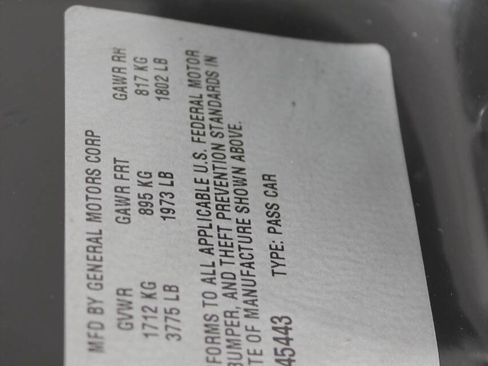 MFD BY GENERAL MOTORS CORP
GVWR GAWR FRT GAWR RH
1712 KG 895 KG 817 KG
3775 LB 1973 LB 1802 LB
FORMS TO ALL APPLICABLE U.S. FEDERAL MOTOR
BUMPER, AND THEFT PREVENTION STANDARDS IN
TE OF MANUFACTURE SHOWN ABOVE.
45443 TYPE: PASS CAR